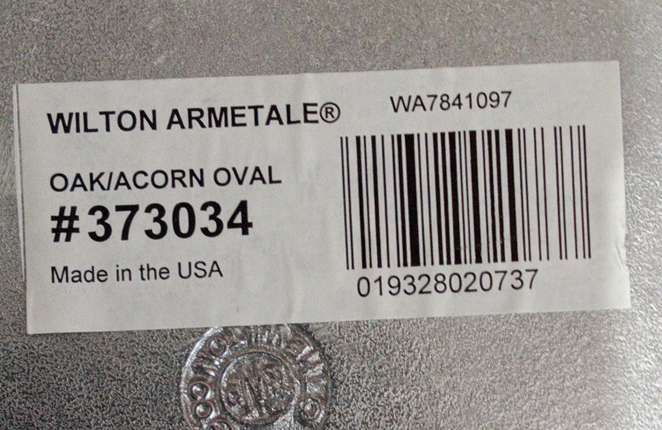 WILTON ARMETALE®
WA7841097
OAK/ACORN OVAL
#373034
Made in the USA
019328020737